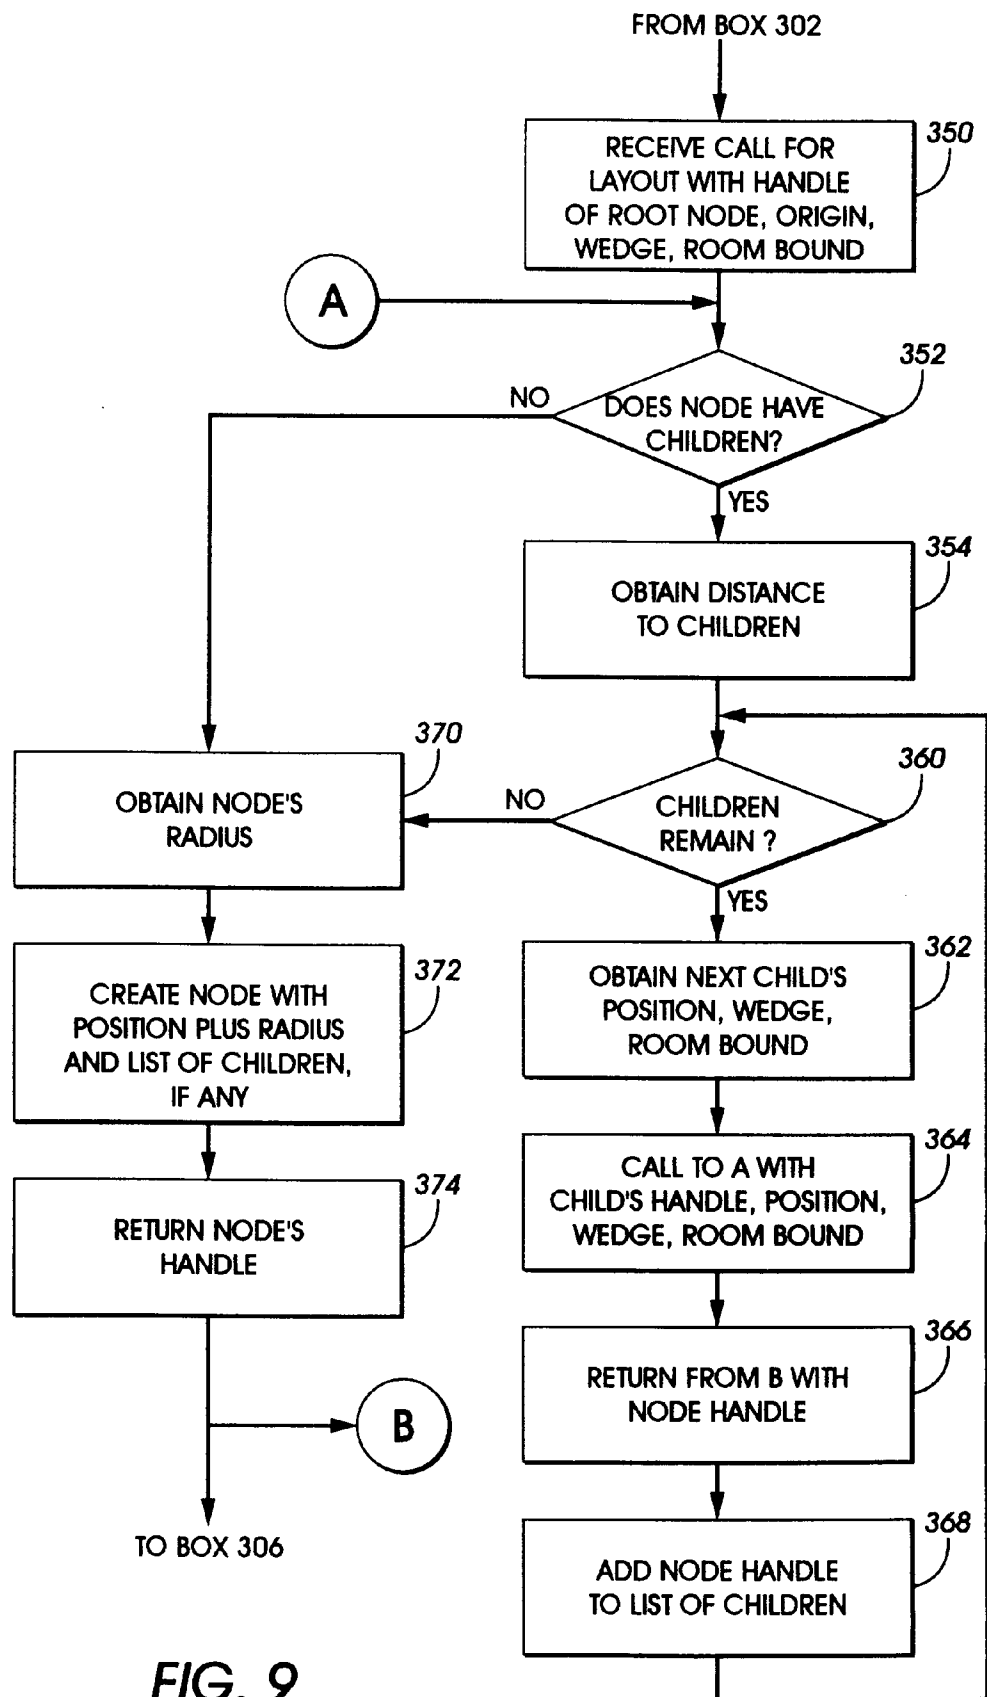 FROM BOX 302
350
RECEIVE CALL FOR
LAYOUT WITH HANDLE
OF ROOT NODE, ORIGIN,
WEDGE, ROOM BOUND
A
352
NO
DOES NODE HAVE
CHILDREN?
YES
354
OBTAIN DISTANCE
TO CHILDREN
370
OBTAIN NODE'S
RADIUS
360
NO
CHILDREN
REMAIN ?
YES
372
CREATE NODE WITH
POSITION PLUS RADIUS
AND LIST OF CHILDREN,
IF ANY
362
OBTAIN NEXT CHILD'S
POSITION, WEDGE,
ROOM BOUND
374
RETURN NODE'S
HANDLE
364
CALL TO A WITH
CHILD'S HANDLE, POSITION,
WEDGE, ROOM BOUND
366
RETURN FROM B WITH
NODE HANDLE
B
TO BOX 306
368
ADD NODE HANDLE
TO LIST OF CHILDREN
FIG. 9